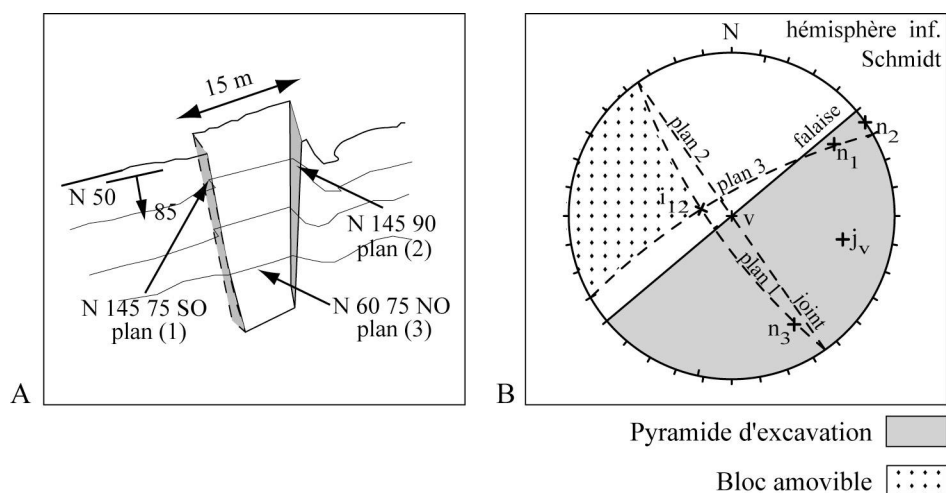 15 m
N 50
85
N 145 90
plan (2)
N 145 75 SO
plan (1)
N 60 75 NO
plan (3)
A
N
hémisphère inf.
Schmidt
plan 2
plan 3
falaise
n2
n1
i12
v
jv
plan 1
joint
n3
B
Pyramide d'excavation
Bloc amovible